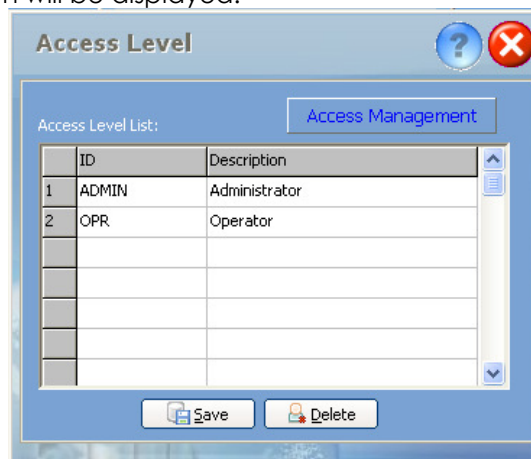 will be displayed.
Access Level
?
Access Management
Access Level List:
ID Description
1 ADMIN Administrator
2 OPR Operator
Save Delete